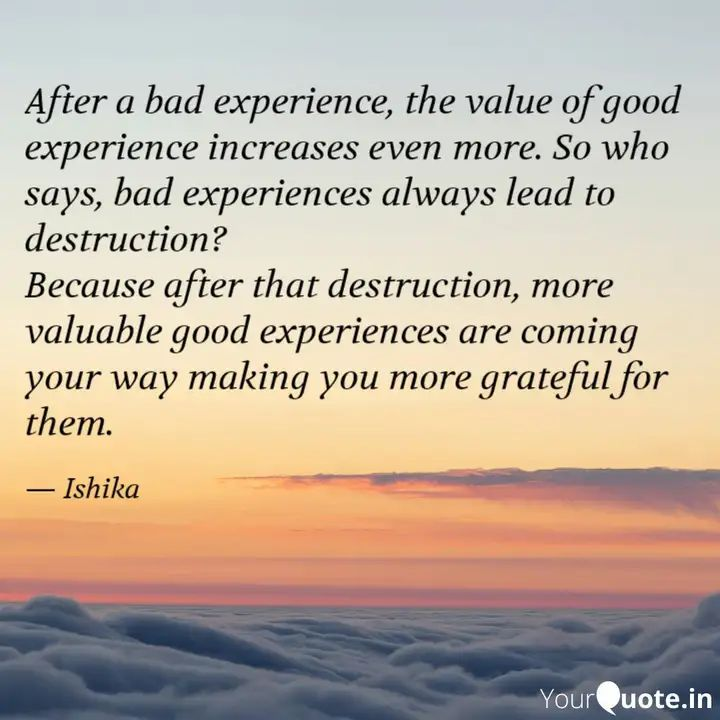 After a bad experience, the value of good
experience increases even more. So who
says, bad experiences always lead to
destruction?
Because after that destruction, more
valuable good experiences are coming
your way making you more grateful for
them.
— Ishika
YourQuote.in